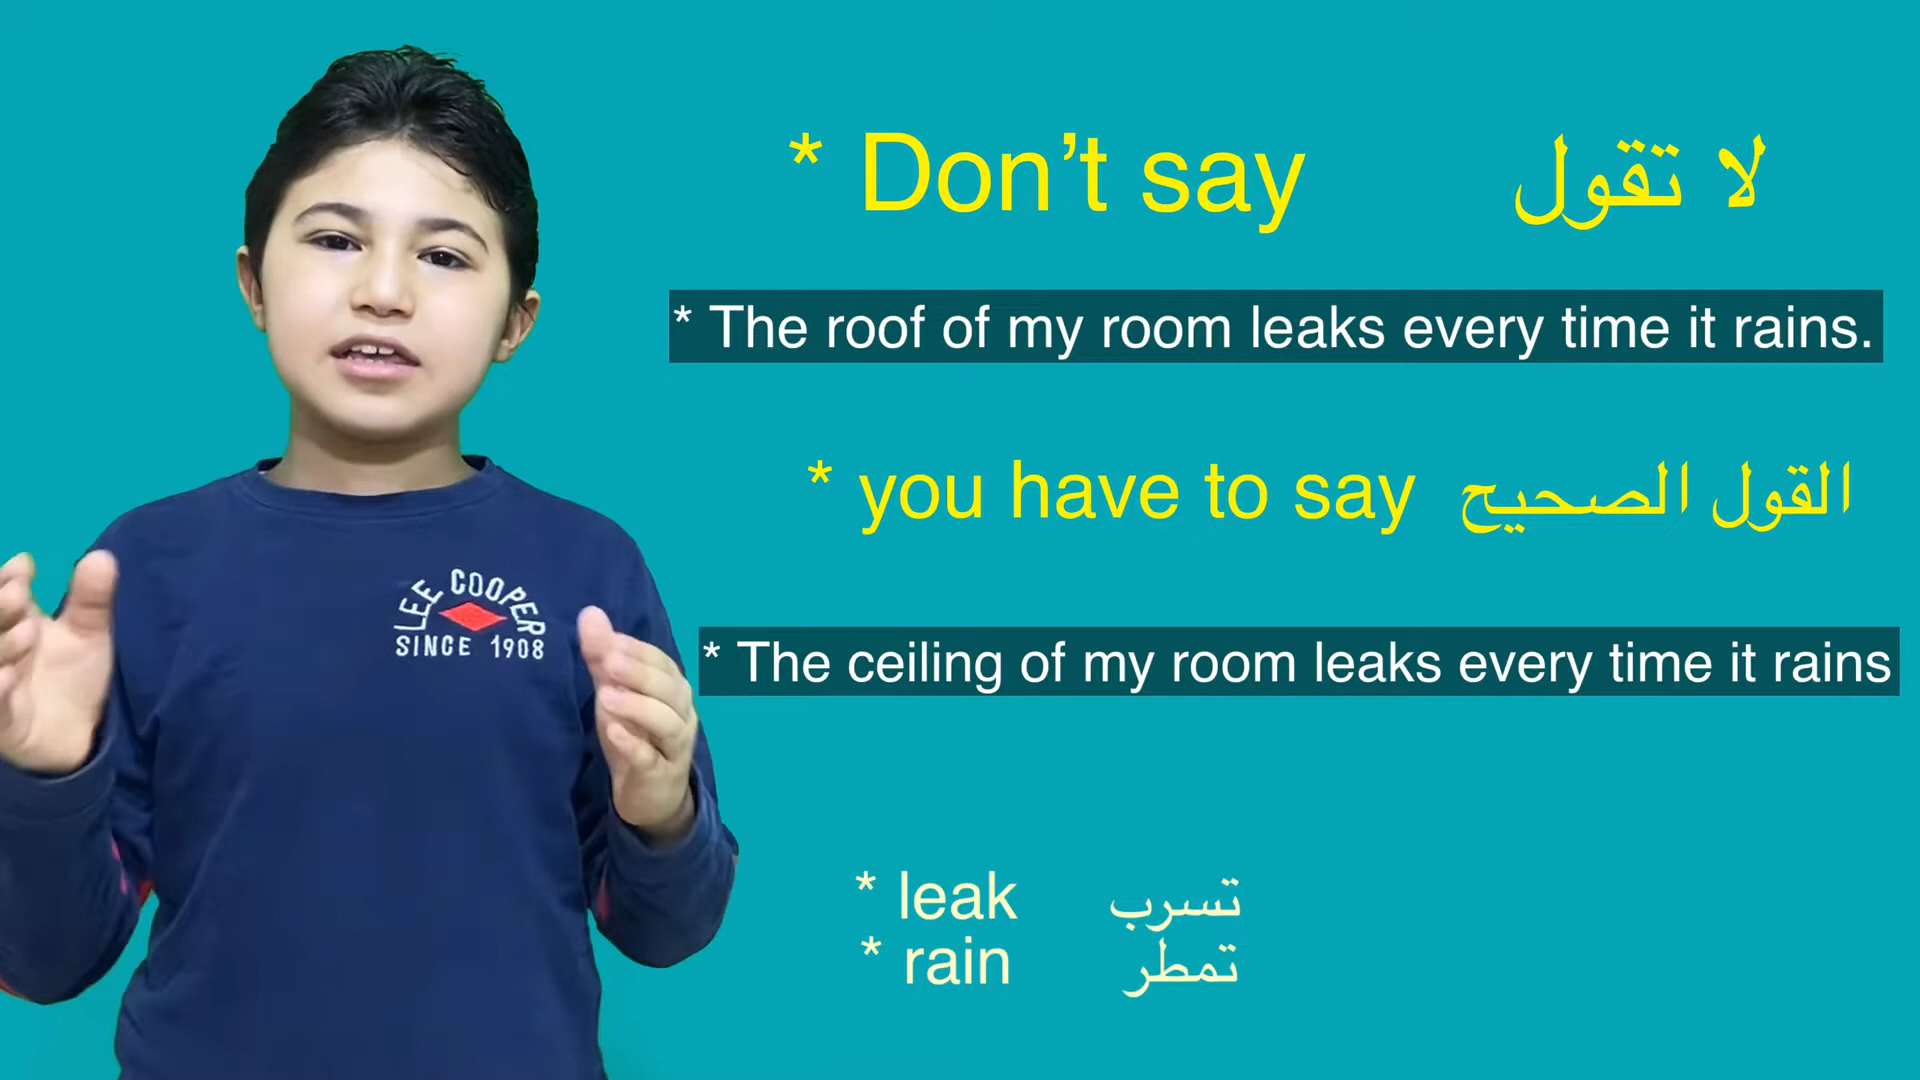 * Don't say لا تقول
* The roof of my room leaks every time it rains.
* you have to say القول الصحيح
* The ceiling of my room leaks every time it rains
LEE COOPER
SINCE 1908
* leak تسرب
* rain تمطر